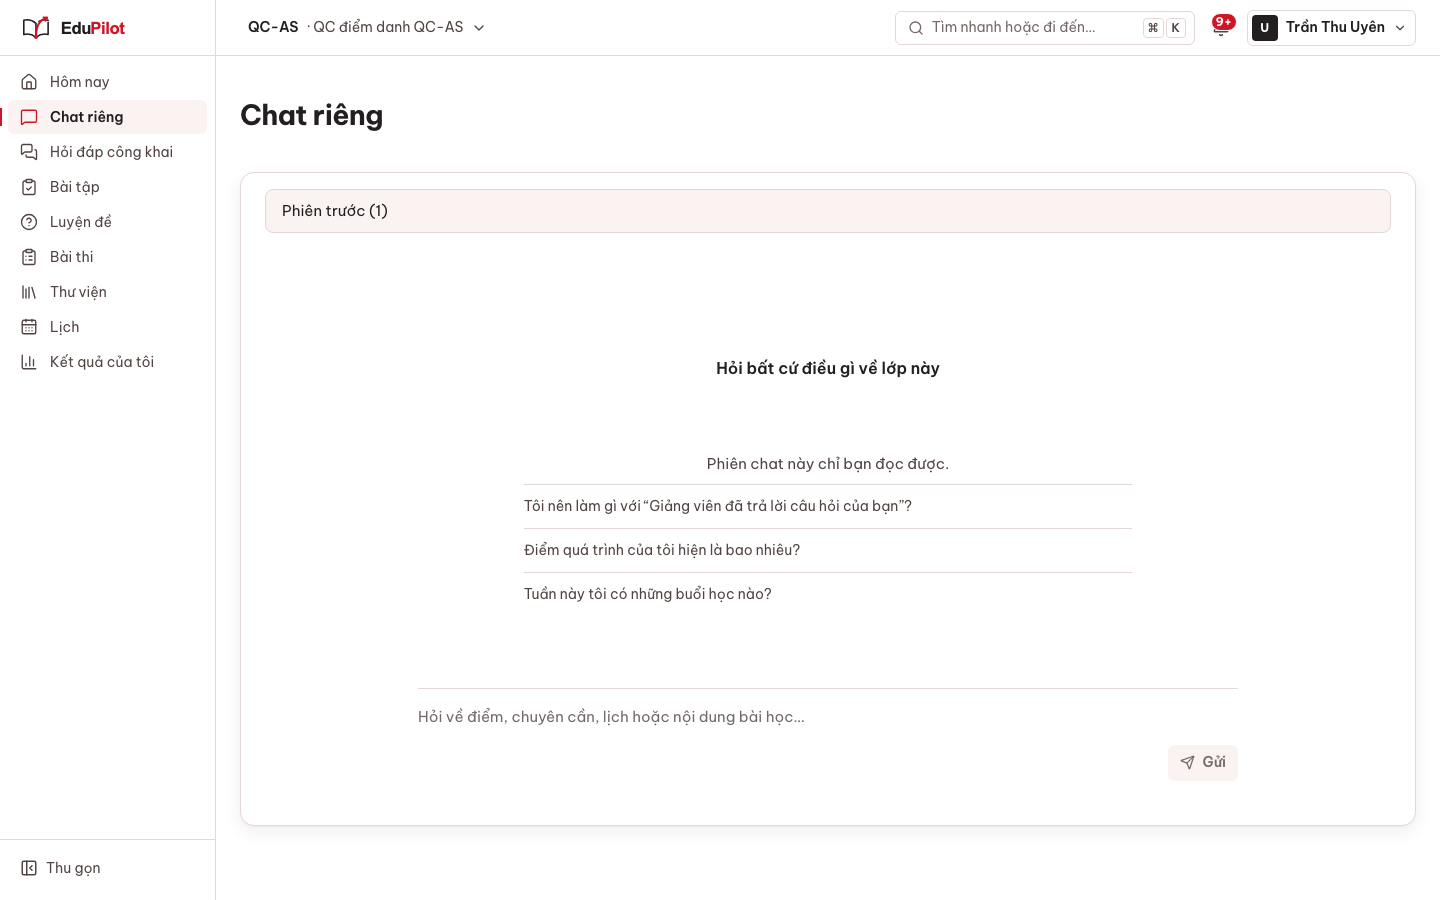 EduPilot
QC-AS · QC điểm danh QC-AS
Tìm nhanh hoặc đi đến...
⌘ K
9+
U Trần Thu Uyên
Hôm nay
Chat riêng
Hỏi đáp công khai
Bài tập
Luyện đề
Bài thi
Thư viện
Lịch
Kết quả của tôi
Thu gọn
Chat riêng
Phiên trước (1)
Hỏi bất cứ điều gì về lớp này
Phiên chat này chỉ bạn đọc được.
Tôi nên làm gì với “Giảng viên đã trả lời câu hỏi của bạn”?
Điểm quá trình của tôi hiện là bao nhiêu?
Tuần này tôi có những buổi học nào?
Hỏi về điểm, chuyên cần, lịch hoặc nội dung bài học...
Gửi